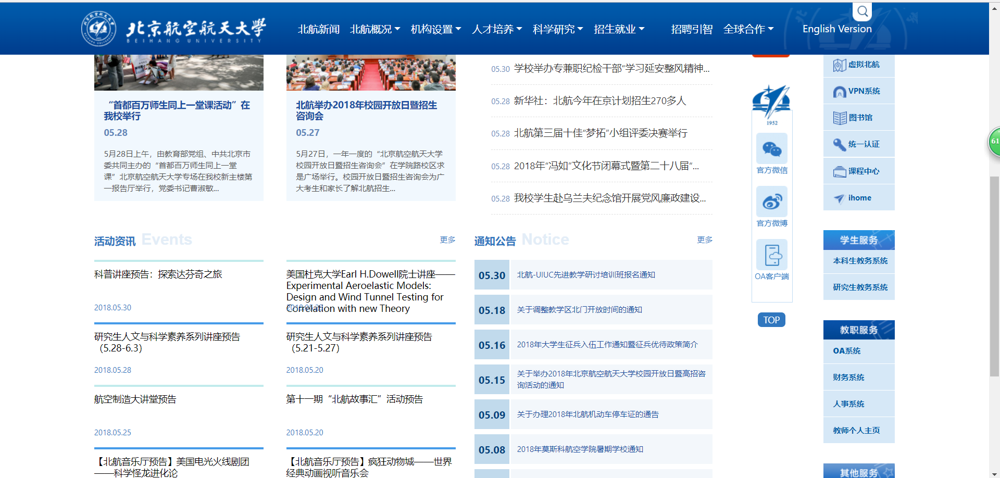 北京航空航天大学
BEIHANG UNIVERSITY
北航新闻
北航概况
机构设置
人才培养
科学研究
招生就业
招聘引智
全球合作
English Version
“首都百万师生同上一堂课活动”在
我校举行
05.28
5月28日上午，由教育部党组、中共北京市
委共同主办的“首都百万师生同上一堂
课”北京航空航天大学专场在我校新主楼第
一报告厅举行，党委书记曹淑敏...
北航举办2018年校园开放日暨招生
咨询会
05.27
5月27日，一年一度的“北京航空航天大学
校园开放日暨招生咨询会”在学院路校区求
是广场举行。校园开放日暨招生咨询会为广
大考生和家长了解北航招生...
05.30 学校举办专兼职纪检干部“学习延安整风精神...
05.28 新华社：北航今年在京计划招生270多人
05.28 北航第三届十佳“梦拓”小组评委决赛举行
05.28 2018年“冯如”文化节闭幕式暨第二十八届“...
05.28 我校学生赴乌兰夫纪念馆开展党风廉政建设...
活动资讯 Events 更多
科普讲座预告：探索达芬奇之旅
2018.05.30
美国杜克大学Earl H.Dowell院士讲座——
Experimental Aeroelastic Models:
Design and Wind Tunnel Testing for
Correlation with new Theory
研究生人文与科学素养系列讲座预告
（5.28-6.3）
2018.05.28
研究生人文与科学素养系列讲座预告
（5.21-5.27）
2018.05.20
航空制造大讲堂预告
2018.05.25
第十一期“北航故事汇”活动预告
2018.05.20
【北航音乐厅预告】美国电光火线剧团
——科学怪龙进化论
【北航音乐厅预告】疯狂动物城——世界
经典动画视听音乐会
通知公告 Notice 更多
05.30 北航-UIUC先进教学研讨培训班报名通知
05.18 关于调整教学区北门开放时间的通知
05.16 2018年大学生征兵入伍工作通知暨征兵优待政策简介
05.15 关于举办2018年北京航空航天大学校园开放日暨高招咨
询活动的通知
05.09 关于办理2018年北航机动车停车证的通告
05.08 2018年莫斯科航空学院暑期学校通知
1952
官方微信
官方微博
OA客户端
TOP
虚拟北航
VPN系统
图书馆
统一认证
课程中心
ihome
学生服务
本科生教务系统
研究生教务系统
教职服务
OA系统
财务系统
人事系统
教师个人主页
其他服务
61